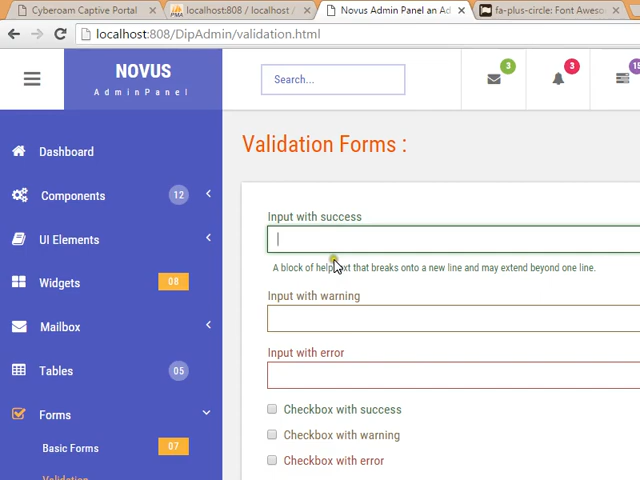 Cyberoam Captive Portal
PMA localhost:808 / localhost /
Novus Admin Panel an Ad
fa-plus-circle: Font Aweso
localhost:808/DipAdmin/validation.html
NOVUS
AdminPanel
Search...
3
3
Dashboard
Components 12
UI Elements
Widgets 08
Mailbox
Tables 05
Forms
Basic Forms 07
Validation
Validation Forms :
Input with success
A block of help text that breaks onto a new line and may extend beyond one line.
Input with warning
Input with error
Checkbox with success
Checkbox with warning
Checkbox with error